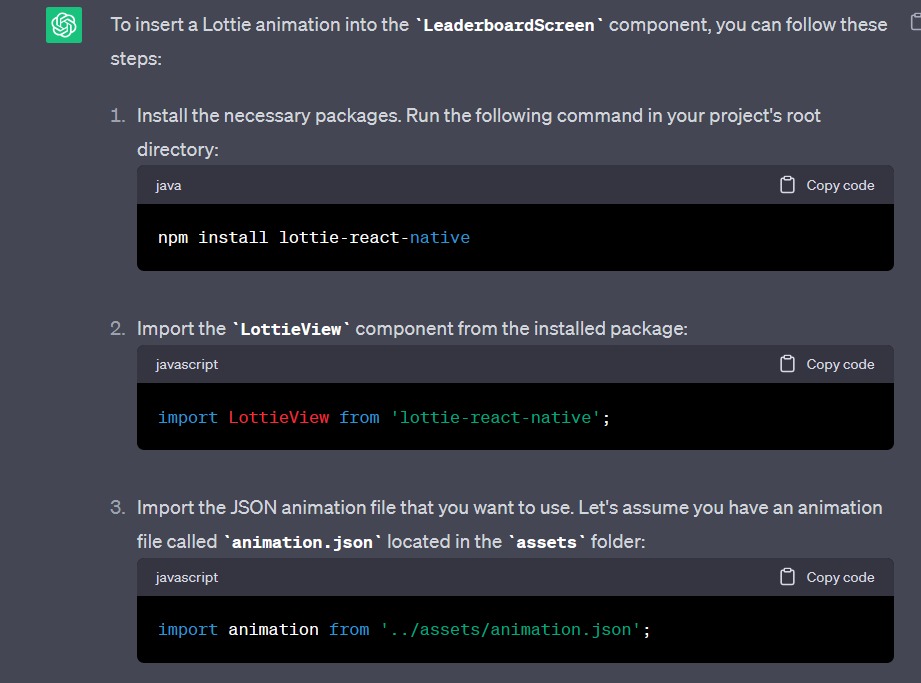 To insert a Lottie animation into the `LeaderboardScreen` component, you can follow these
steps:
1. Install the necessary packages. Run the following command in your project's root
directory:
java Copy code
npm install lottie-react-native
2. Import the `LottieView` component from the installed package:
javascript Copy code
import LottieView from 'lottie-react-native';
3. Import the JSON animation file that you want to use. Let's assume you have an animation
file called `animation.json` located in the `assets` folder:
javascript Copy code
import animation from '../assets/animation.json';